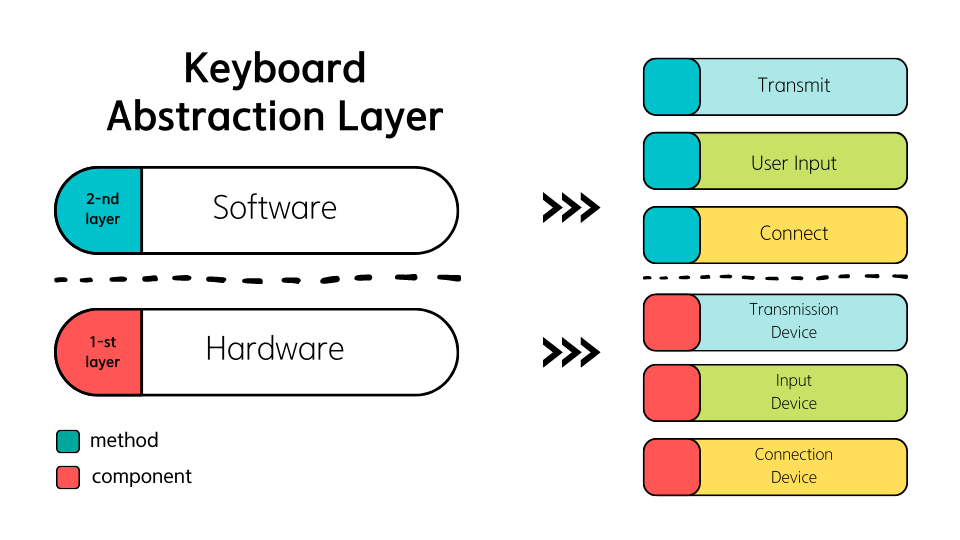 Keyboard
Abstraction Layer
2-nd
layer
Software
1-st
layer
Hardware
method
component
Transmit
User Input
Connect
Transmission
Device
Input
Device
Connection
Device